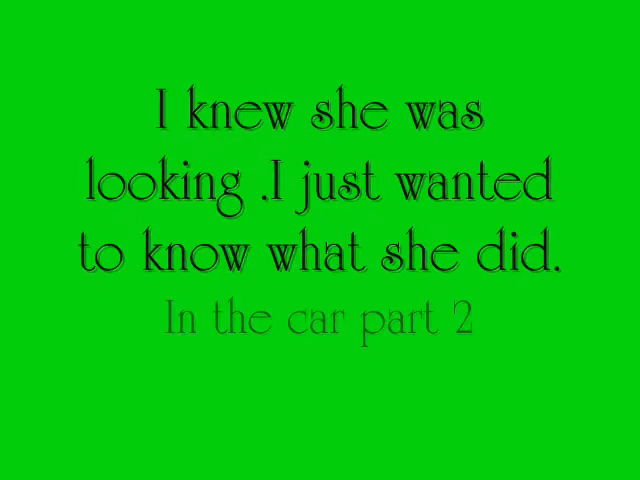 I knew she was
looking .I just wanted
to know what she did.
In the car part 2